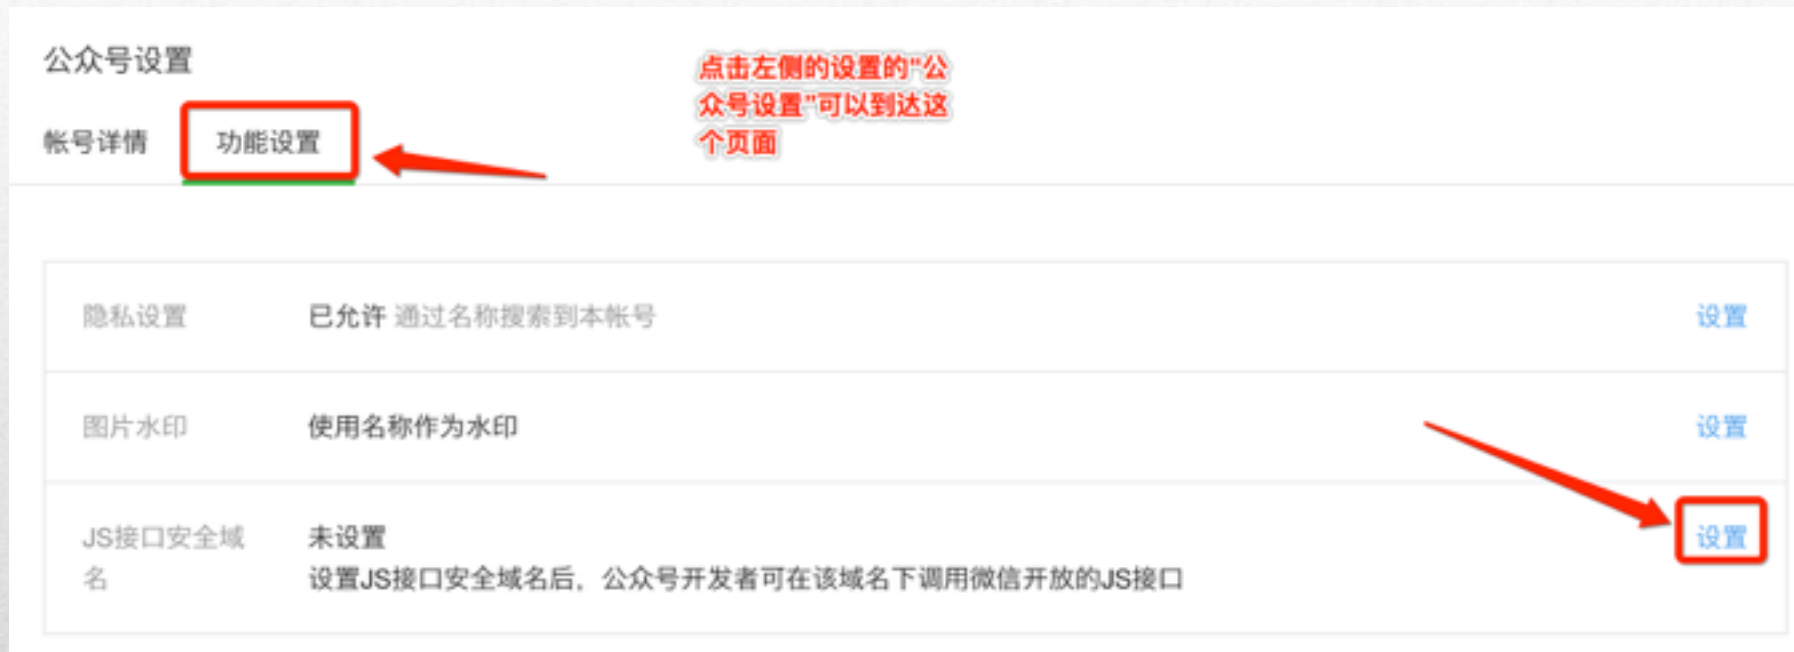 公众号设置
点击左侧的设置的"公
众号设置"可以到达这
个页面
帐号详情
功能设置
隐私设置
已允许 通过名称搜索到本帐号
设置
图片水印
使用名称作为水印
设置
JS接口安全域
名
未设置
设置JS接口安全域名后，公众号开发者可在该域名下调用微信开放的JS接口
设置